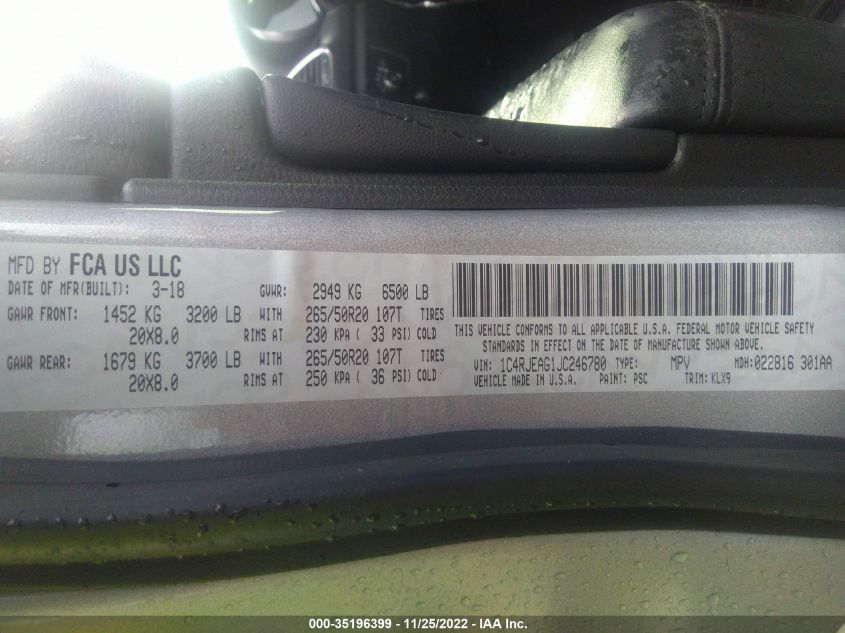 MFD BY FCA US LLC
DATE OF MFR(BUILT): 3-18 GVWR: 2949 KG 6500 LB
GAWR FRONT: 1452 KG 3200 LB WITH 265/50R20 107T TIRES
20X8.0 RIMS AT 230 KPA ( 33 PSI) COLD
GAWR REAR: 1679 KG 3700 LB WITH 265/50R20 107T TIRES
20X8.0 RIMS AT 250 KPA ( 36 PSI) COLD
THIS VEHICLE CONFORMS TO ALL APPLICABLE U.S.A. FEDERAL MOTOR VEHICLE SAFETY
STANDARDS IN EFFECT ON THE DATE OF MANUFACTURE SHOWN ABOVE.
VIN: 1C4RJEAG1JC246780 TYPE: MPV MDH: 022816 301AA
VEHICLE MADE IN U.S.A. PAINT: PSC TRIM: KLX9
000-35196399 - 11/25/2022 - © IAA Inc.